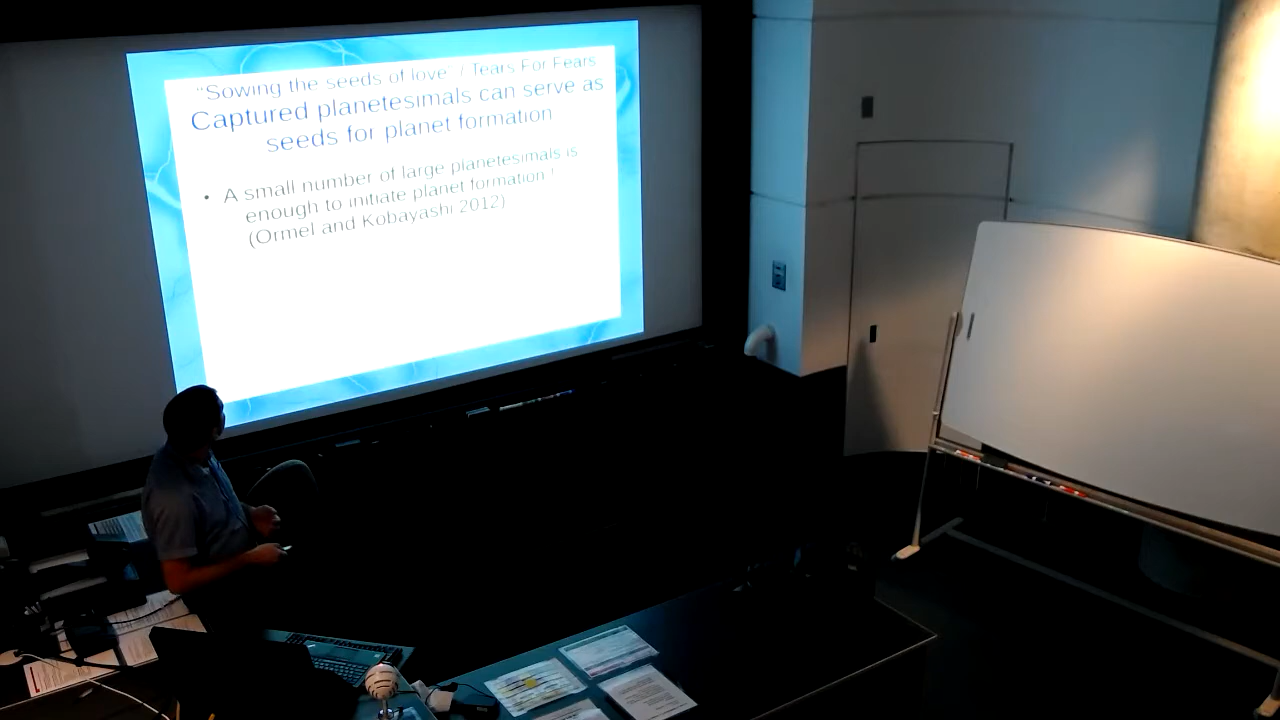 "Sowing the seeds of love" / Tears For Fears
Captured planetesimals can serve as
seeds for planet formation
• A small number of large planetesimals is
enough to initiate planet formation !
(Ormel and Kobayashi 2012)